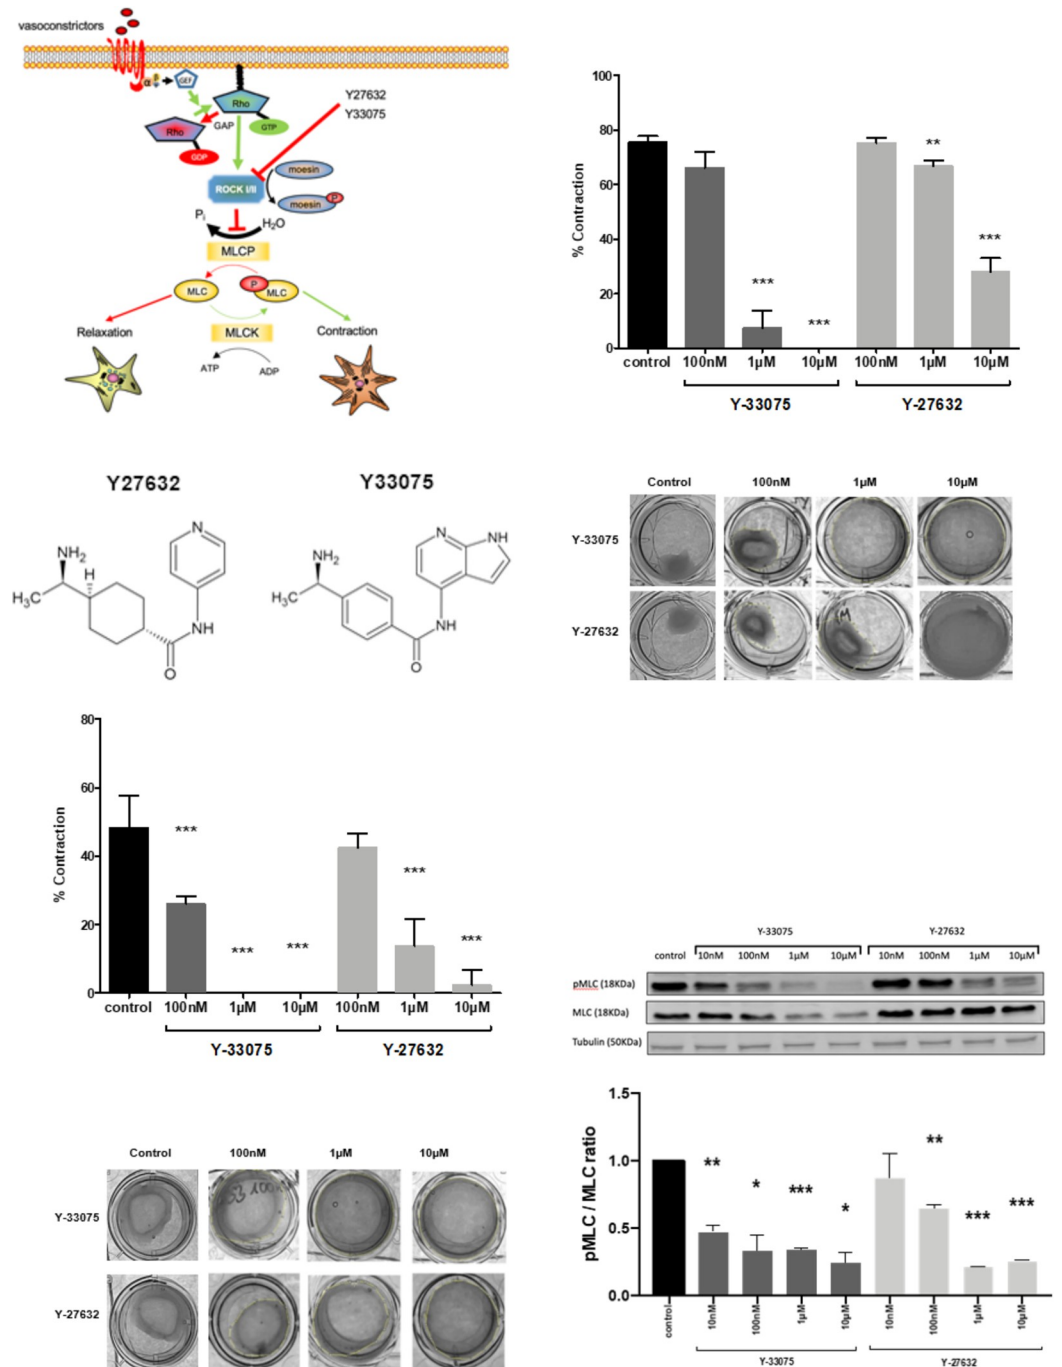 vasoconstrictors
α β GEF
Rho
GAP
GTP
Rho
GDP
Y27632
Y33075
ROCK I/II
moesin
moesin P
Pi
H₂O
MLCP
MLC
P MLC
Relaxation
MLCK
Contraction
ATP
ADP
% Contraction
100
80
60
40
20
0
**
***
***
***
control 100nM 1µM 10µM 100nM 1µM 10µM
Y-33075 Y-27632
Y27632
NH₂
H
H₃C
N
NH
O
Y33075
NH₂
H₃C
N
NH
NH
O
Control 100nM 1µM 10µM
Y-33075
Y-27632
% Contraction
80
60
40
20
0
***
***
***
***
***
control 100nM 1µM 10µM 100nM 1µM 10µM
Y-33075 Y-27632
Y-33075 Y-27632
control 10nM 100nM 1µM 10µM 10nM 100nM 1µM 10µM
pMLC (18KDa)
MLC (18KDa)
Tubulin (50KDa)
Control 100nM 1µM 10µM
Y-33075
Y-27632
pMLC / MLC ratio
1.5
1.0
0.5
0.0
** * *** * ** *** ***
control 10nM 100nM 1µM 10µM 10nM 100nM 1µM 10µM
Y-33075 Y-27632